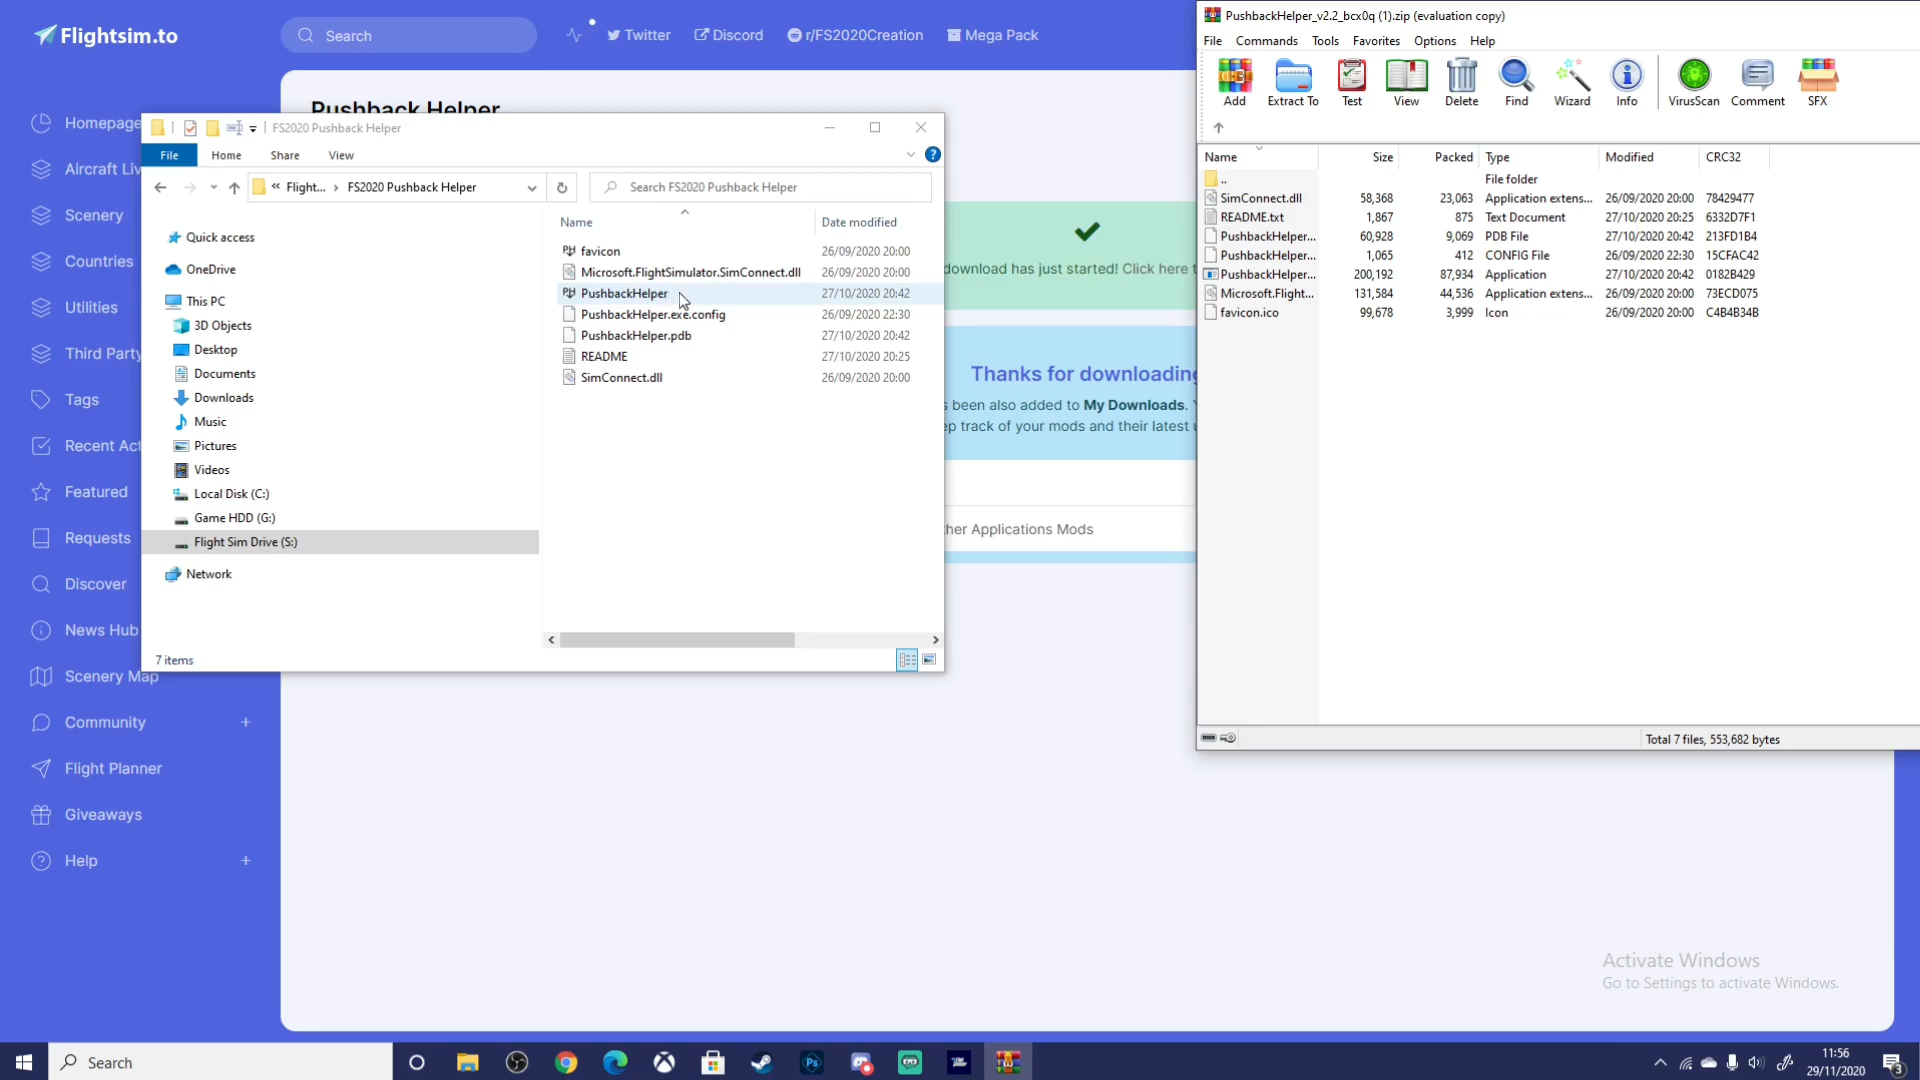 Flightsim.to
Search
Twitter
Discord
r/FS2020Creation
Mega Pack
Homepage
Aircraft Liv
Scenery
Countries
Utilities
Third Party
Tags
Recent Act
Featured
Requests
Discover
News Hub
Scenery Map
Community +
Flight Planner
Giveaways
Help +
Pushback Helper
download has just started! Click here t
Thanks for downloading
s been also added to My Downloads. Y
ep track of your mods and their latest u
ther Applications Mods
FS2020 Pushback Helper
File Home Share View
« Flight... › FS2020 Pushback Helper
Search FS2020 Pushback Helper
Quick access
OneDrive
This PC
3D Objects
Desktop
Documents
Downloads
Music
Pictures
Videos
Local Disk (C:)
Game HDD (G:)
Flight Sim Drive (S:)
Network
Name Date modified
favicon 26/09/2020 20:00
Microsoft.FlightSimulator.SimConnect.dll 26/09/2020 20:00
PushbackHelper 27/10/2020 20:42
PushbackHelper.exe.config 26/09/2020 22:30
PushbackHelper.pdb 27/10/2020 20:42
README 27/10/2020 20:25
SimConnect.dll 26/09/2020 20:00
7 items
PushbackHelper_v2.2_bcx0q (1).zip (evaluation copy)
File Commands Tools Favorites Options Help
Add Extract To Test View Delete Find Wizard Info VirusScan Comment SFX
Name Size Packed Type Modified CRC32
.. File folder
SimConnect.dll 58,368 23,063 Application extens... 26/09/2020 20:00 78429477
README.txt 1,867 875 Text Document 27/10/2020 20:25 6332D7F1
PushbackHelper... 60,928 9,069 PDB File 27/10/2020 20:42 213FD1B4
PushbackHelper... 1,065 412 CONFIG File 26/09/2020 22:30 15CFAC42
PushbackHelper... 200,192 87,934 Application 27/10/2020 20:42 0182B429
Microsoft.Flight... 131,584 44,536 Application extens... 26/09/2020 20:00 73ECD075
favicon.ico 99,678 3,999 Icon 26/09/2020 20:00 C4B4B34B
Total 7 files, 553,682 bytes
Activate Windows
Go to Settings to activate Windows.
Search
Ps
11:56
29/11/2020
3